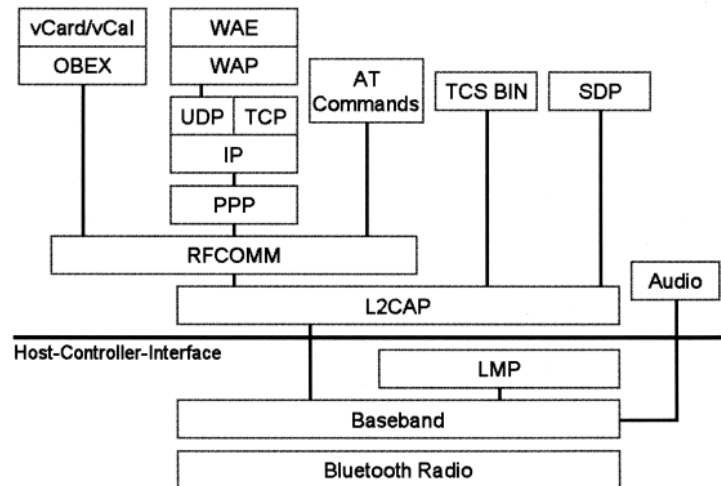 vCard/vCal
OBEX
WAE
WAP
UDP TCP
IP
PPP
AT
Commands
TCS BIN
SDP
RFCOMM
Audio
L2CAP
Host-Controller-Interface
LMP
Baseband
Bluetooth Radio